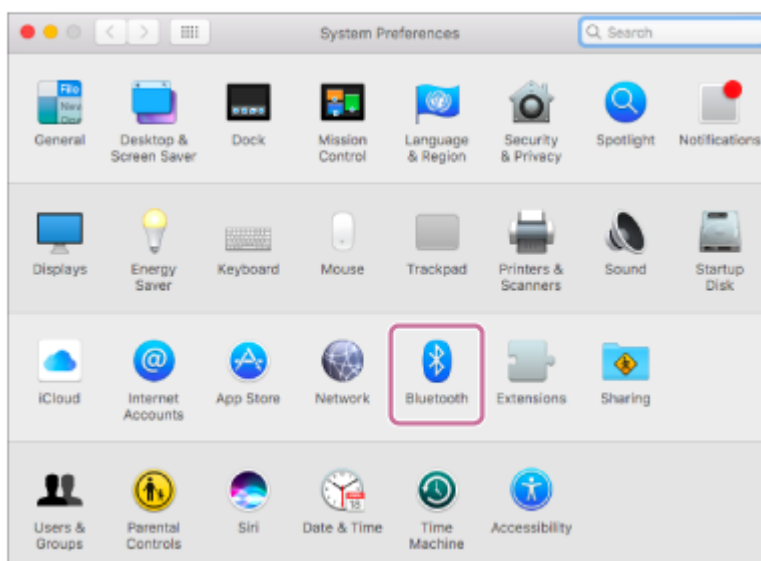 System Preferences
Search
File
New
General
Desktop &
Screen Saver
Dock
Mission
Control
Language
& Region
Security
& Privacy
Spotlight
Notifications
Displays
Energy
Saver
Keyboard
Mouse
Trackpad
Printers &
Scanners
Sound
Startup
Disk
iCloud
Internet
Accounts
App Store
Network
Bluetooth
Extensions
Sharing
18
Users &
Groups
Parental
Controls
Siri
Date & Time
Time
Machine
Accessibility